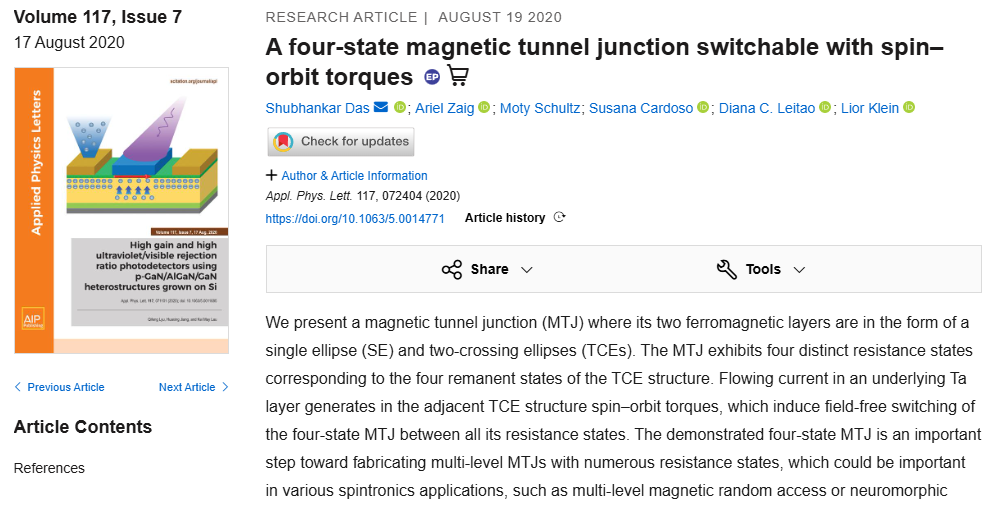 Volume 117, Issue 7
17 August 2020
scitation.org/journal/apl
Applied Physics Letters
Volume 117, Issue 7, 17 Aug. 2020
High gain and high
ultraviolet/visible rejection
ratio photodetectors using
p-GaN/AlGaN/GaN
heterostructures grown on Si
AIP
Publishing
Previous Article
Next Article
Article Contents
References
RESEARCH ARTICLE | AUGUST 19 2020
A four-state magnetic tunnel junction switchable with spin–
orbit torques EP
Shubhankar Das iD; Ariel Zaig iD; Moty Schultz; Susana Cardoso iD; Diana C. Leitao iD; Lior Klein iD
Check for updates
+ Author & Article Information
Appl. Phys. Lett. 117, 072404 (2020)
https://doi.org/10.1063/5.0014771 Article history
Share
Tools
We present a magnetic tunnel junction (MTJ) where its two ferromagnetic layers are in the form of a
single ellipse (SE) and two-crossing ellipses (TCEs). The MTJ exhibits four distinct resistance states
corresponding to the four remanent states of the TCE structure. Flowing current in an underlying Ta
layer generates in the adjacent TCE structure spin–orbit torques, which induce field-free switching of
the four-state MTJ between all its resistance states. The demonstrated four-state MTJ is an important
step toward fabricating multi-level MTJs with numerous resistance states, which could be important
in various spintronics applications, such as multi-level magnetic random access or neuromorphic